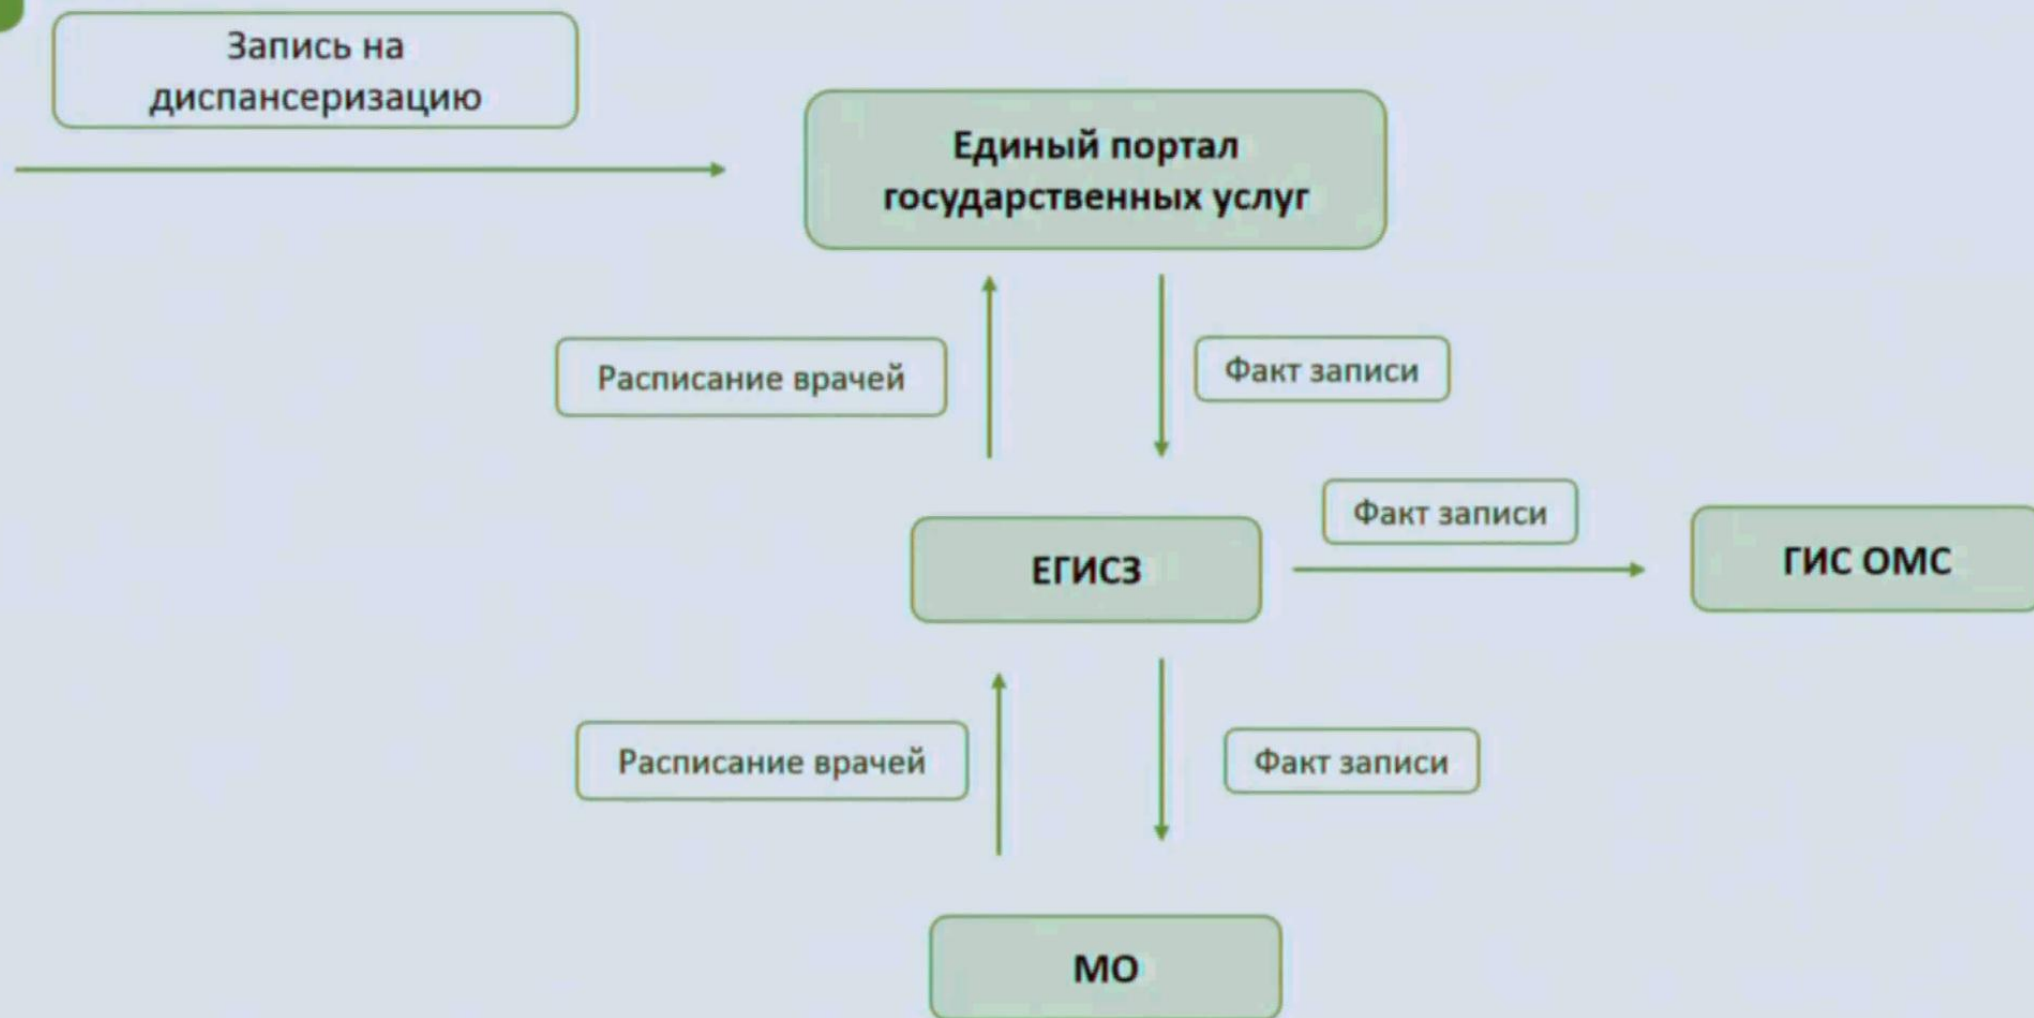 Запись на
диспансеризацию
Единый портал
государственных услуг
Расписание врачей
Факт записи
Факт записи
ЕГИСЗ
ГИС ОМС
Расписание врачей
Факт записи
МО